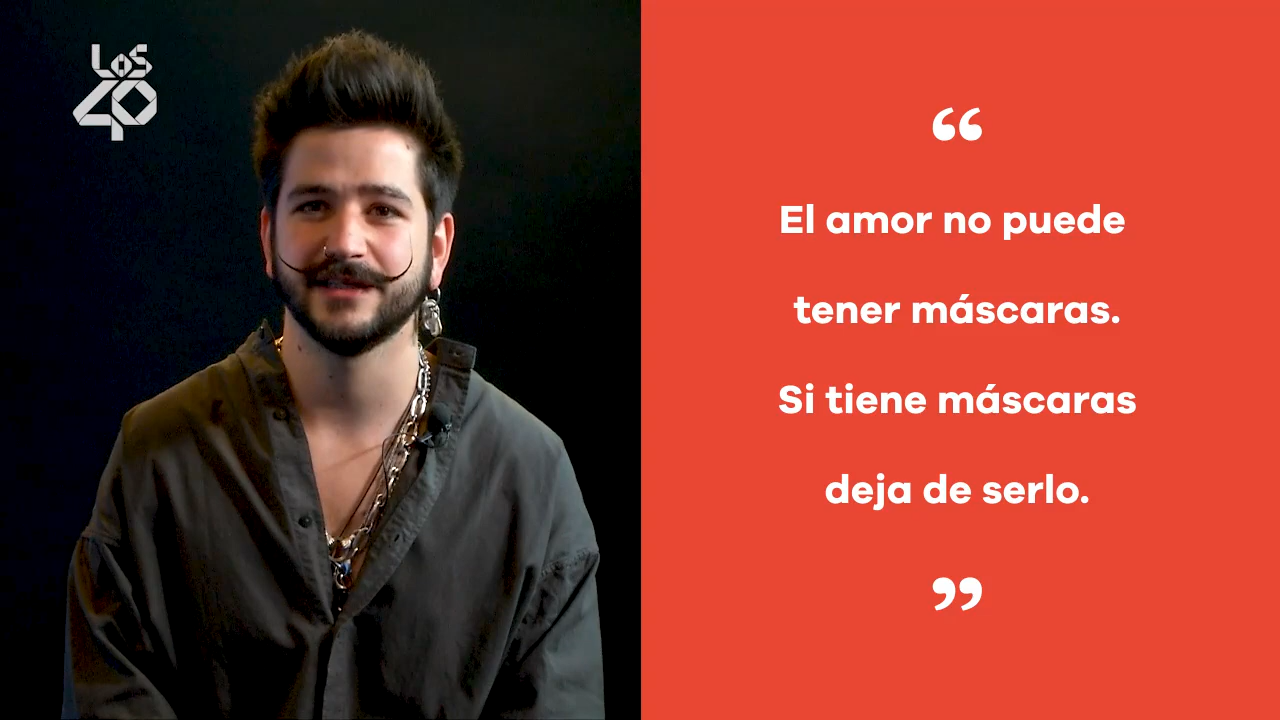 LOS
40
“
El amor no puede
tener máscaras.
Si tiene máscaras
deja de serlo.
”